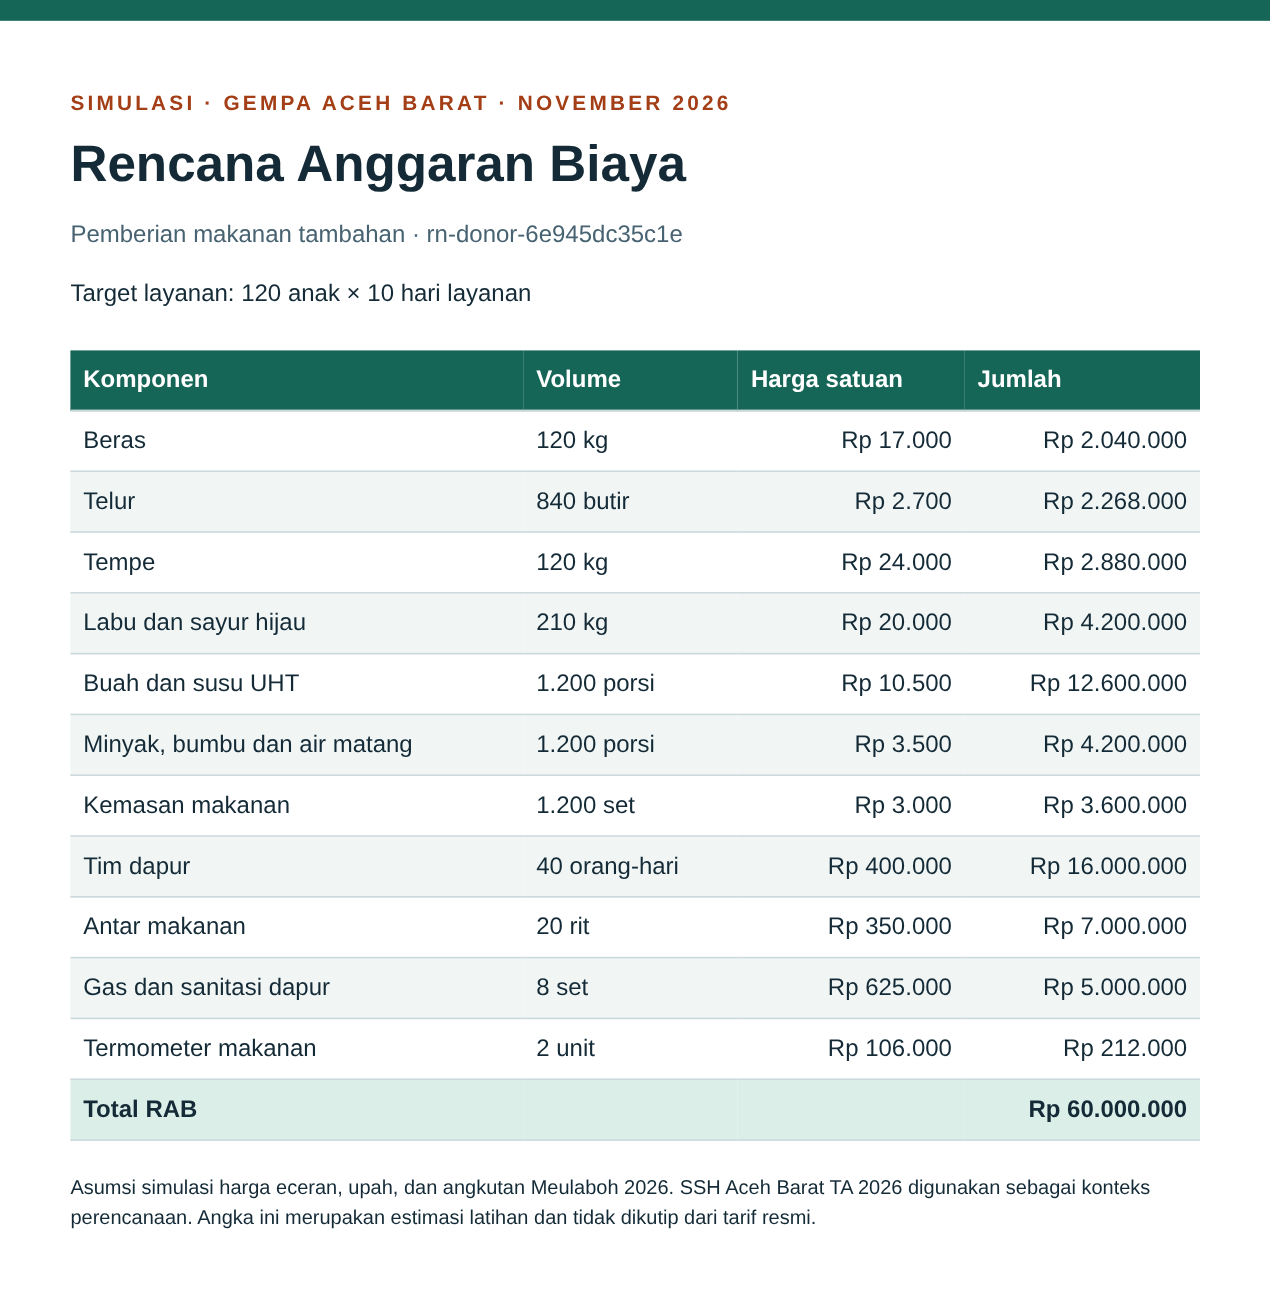 SIMULASI · GEMPA ACEH BARAT · NOVEMBER 2026
Rencana Anggaran Biaya
Pemberian makanan tambahan · rn-donor-6e945dc35c1e
Target layanan: 120 anak × 10 hari layanan
Komponen Volume Harga satuan Jumlah
Beras 120 kg Rp 17.000 Rp 2.040.000
Telur 840 butir Rp 2.700 Rp 2.268.000
Tempe 120 kg Rp 24.000 Rp 2.880.000
Labu dan sayur hijau 210 kg Rp 20.000 Rp 4.200.000
Buah dan susu UHT 1.200 porsi Rp 10.500 Rp 12.600.000
Minyak, bumbu dan air matang 1.200 porsi Rp 3.500 Rp 4.200.000
Kemasan makanan 1.200 set Rp 3.000 Rp 3.600.000
Tim dapur 40 orang-hari Rp 400.000 Rp 16.000.000
Antar makanan 20 rit Rp 350.000 Rp 7.000.000
Gas dan sanitasi dapur 8 set Rp 625.000 Rp 5.000.000
Termometer makanan 2 unit Rp 106.000 Rp 212.000
Total RAB Rp 60.000.000
Asumsi simulasi harga eceran, upah, dan angkutan Meulaboh 2026. SSH Aceh Barat TA 2026 digunakan sebagai konteks
perencanaan. Angka ini merupakan estimasi latihan dan tidak dikutip dari tarif resmi.